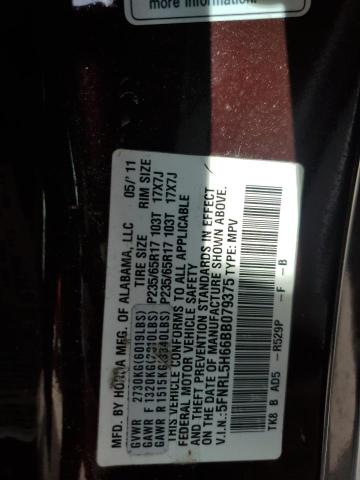 more information.
MFD. BY HONDA MFG. OF ALABAMA, LLC 05/'11
TIRE SIZE RIM SIZE
GVWR 2730KG(6019LBS)
GAWR F 1320KG(2910LBS) P235/65R17 103T 17X7J
GAWR R 1515KG(3340LBS) P235/65R17 103T 17X7J
THIS VEHICLE CONFORMS TO ALL APPLICABLE
FEDERAL MOTOR VEHICLE SAFETY
AND THEFT PREVENTION STANDARDS IN EFFECT
ON THE DATE OF MANUFACTURE SHOWN ABOVE.
V.I.N.:5FNRL5H66BB079375 TYPE: MPV
TK8 B AD5 -R529P -F -B